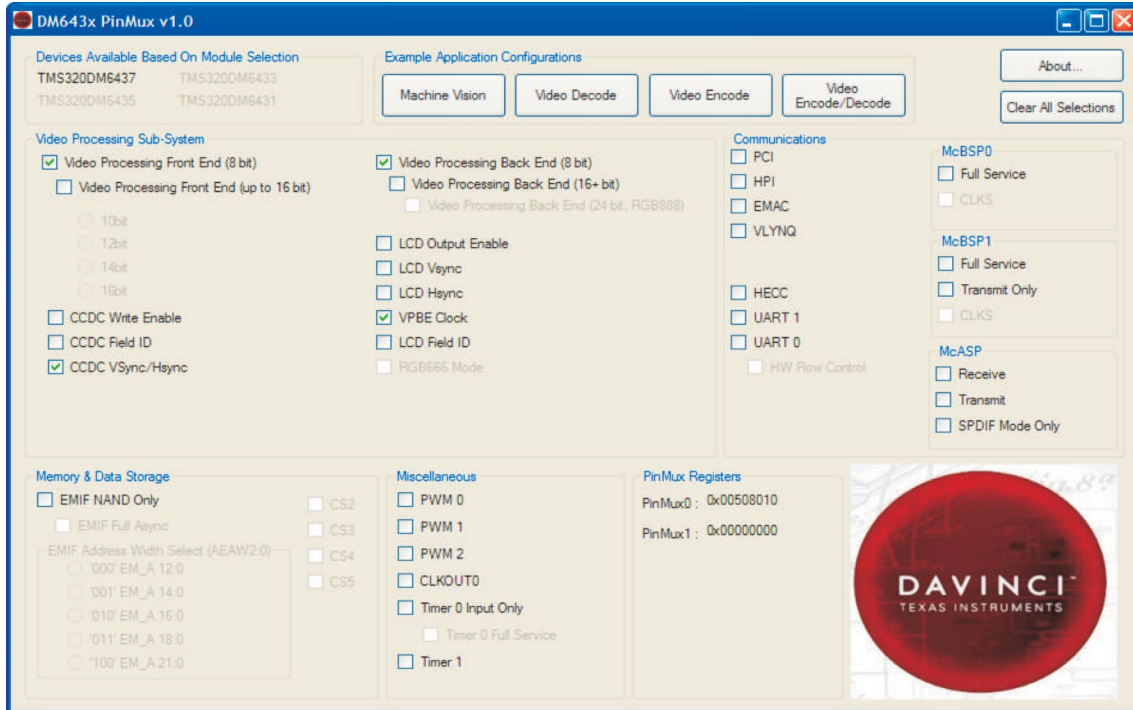 DM643x PinMux v1.0
Devices Available Based On Module Selection
TMS320DM6437 TMS320DM6433
TMS320DM6435 TMS320DM6431
Example Application Configurations
Machine Vision
Video Decode
Video Encode
Video
Encode/Decode
About...
Clear All Selections
Video Processing Sub-System
Video Processing Front End (8 bit)
Video Processing Front End (up to 16 bit)
10bit
12bit
14bit
16bit
CCDC Write Enable
CCDC Field ID
CCDC VSync/Hsync
Video Processing Back End (8 bit)
Video Processing Back End (16+ bit)
Video Processing Back End (24 bit, RGB888)
LCD Output Enable
LCD Vsync
LCD Hsync
VPBE Clock
LCD Field ID
RGB666 Mode
Communications
PCI
HPI
EMAC
VLYNQ
HECC
UART 1
UART 0
HW Flow Control
McBSP0
Full Service
CLKS
McBSP1
Full Service
Transmit Only
CLKS
McASP
Receive
Transmit
SPDIF Mode Only
Memory & Data Storage
EMIF NAND Only
EMIF Full Async
EMIF Address Width Select (AEAW2:0)
'000' EM_A 12:0
'001' EM_A 14:0
'010' EM_A 16:0
'011' EM_A 18:0
'100' EM_A 21:0
CS2
CS3
CS4
CS5
Miscellaneous
PWM 0
PWM 1
PWM 2
CLKOUT0
Timer 0 Input Only
Timer 0 Full Service
Timer 1
PinMux Registers
PinMux0 : 0x00508010
PinMux1 : 0x00000000
DAVINCI™
TEXAS INSTRUMENTS